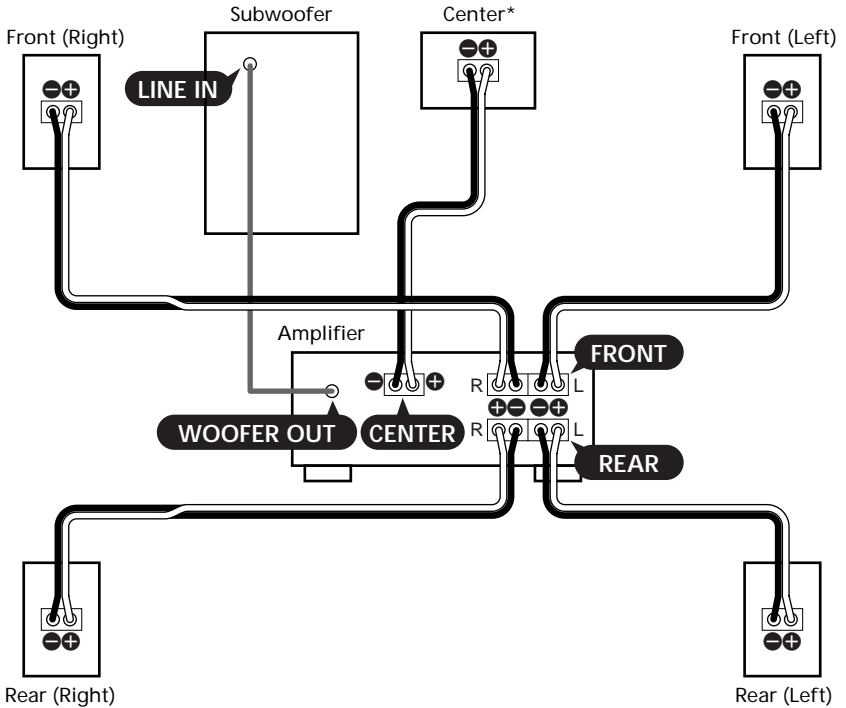 Subwoofer
Center*
Front (Right)
Front (Left)
⊖⊕
⊖⊕
⊖⊕
LINE IN
Amplifier
FRONT
⊖ ⊕
R L
⊕⊖ ⊖⊕
WOOFER OUT
CENTER
R L
REAR
⊖⊕
⊖⊕
Rear (Right)
Rear (Left)